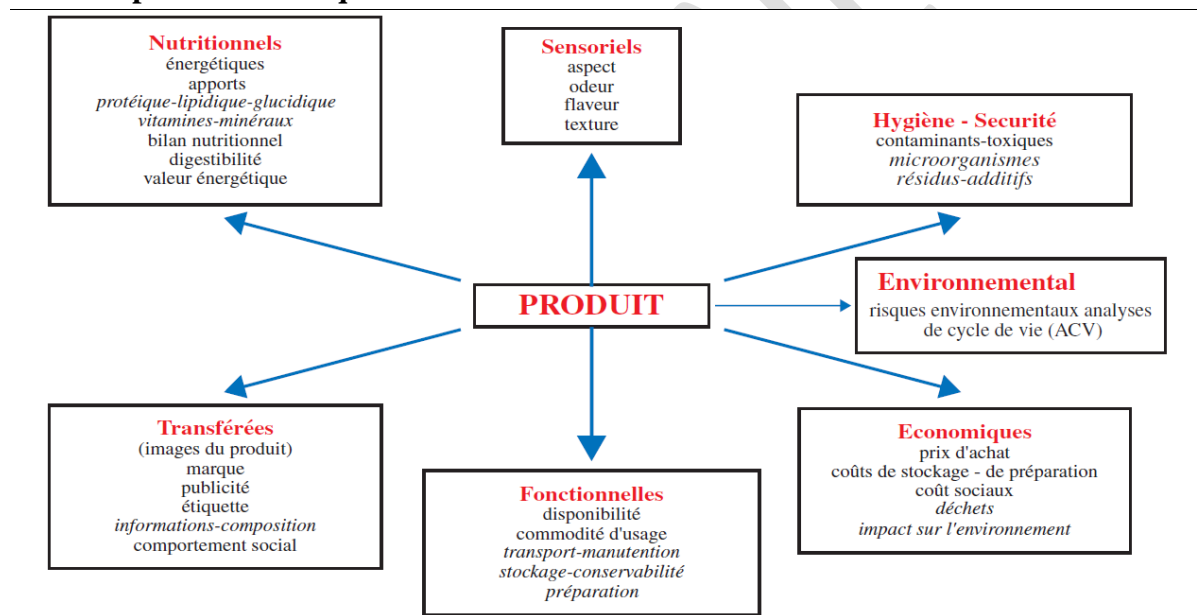 Nutritionnels
énergétiques
apports
protéique-lipidique-glucidique
vitamines-minéraux
bilan nutritionnel
digestibilité
valeur énergétique
Sensoriels
aspect
odeur
flaveur
texture
Hygiène - Securité
contaminants-toxiques
microorganismes
résidus-additifs
PRODUIT
Environnemental
risques environnementaux analyses
de cycle de vie (ACV)
Transférées
(images du produit)
marque
publicité
étiquette
informations-composition
comportement social
Fonctionnelles
disponibilité
commodité d'usage
transport-manutention
stockage-conservabilité
préparation
Economiques
prix d'achat
coûts de stockage - de préparation
coût sociaux
déchets
impact sur l'environnement